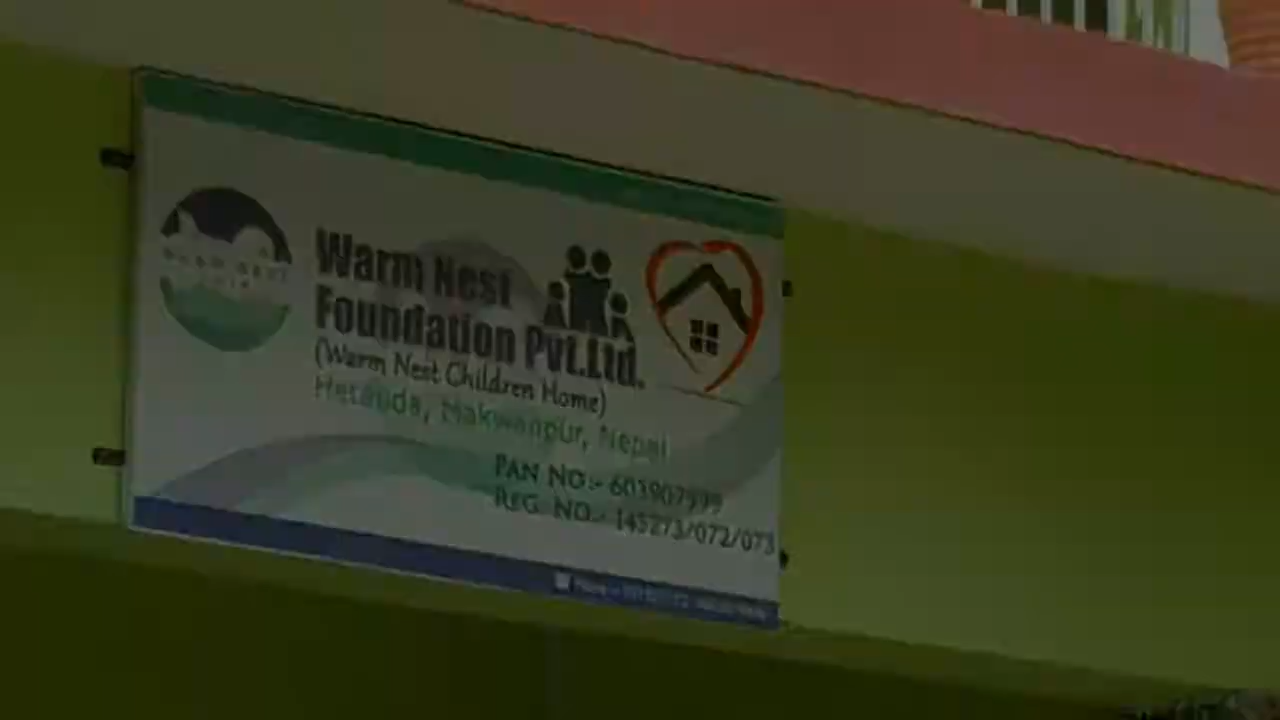 Warm Nest
Foundation Pvt.Ltd.
(Warm Nest Children Home)
Hetauda, Makwanpur, Nepal
PAN NO:- 603907999
REG. NO.- 145273/072/073